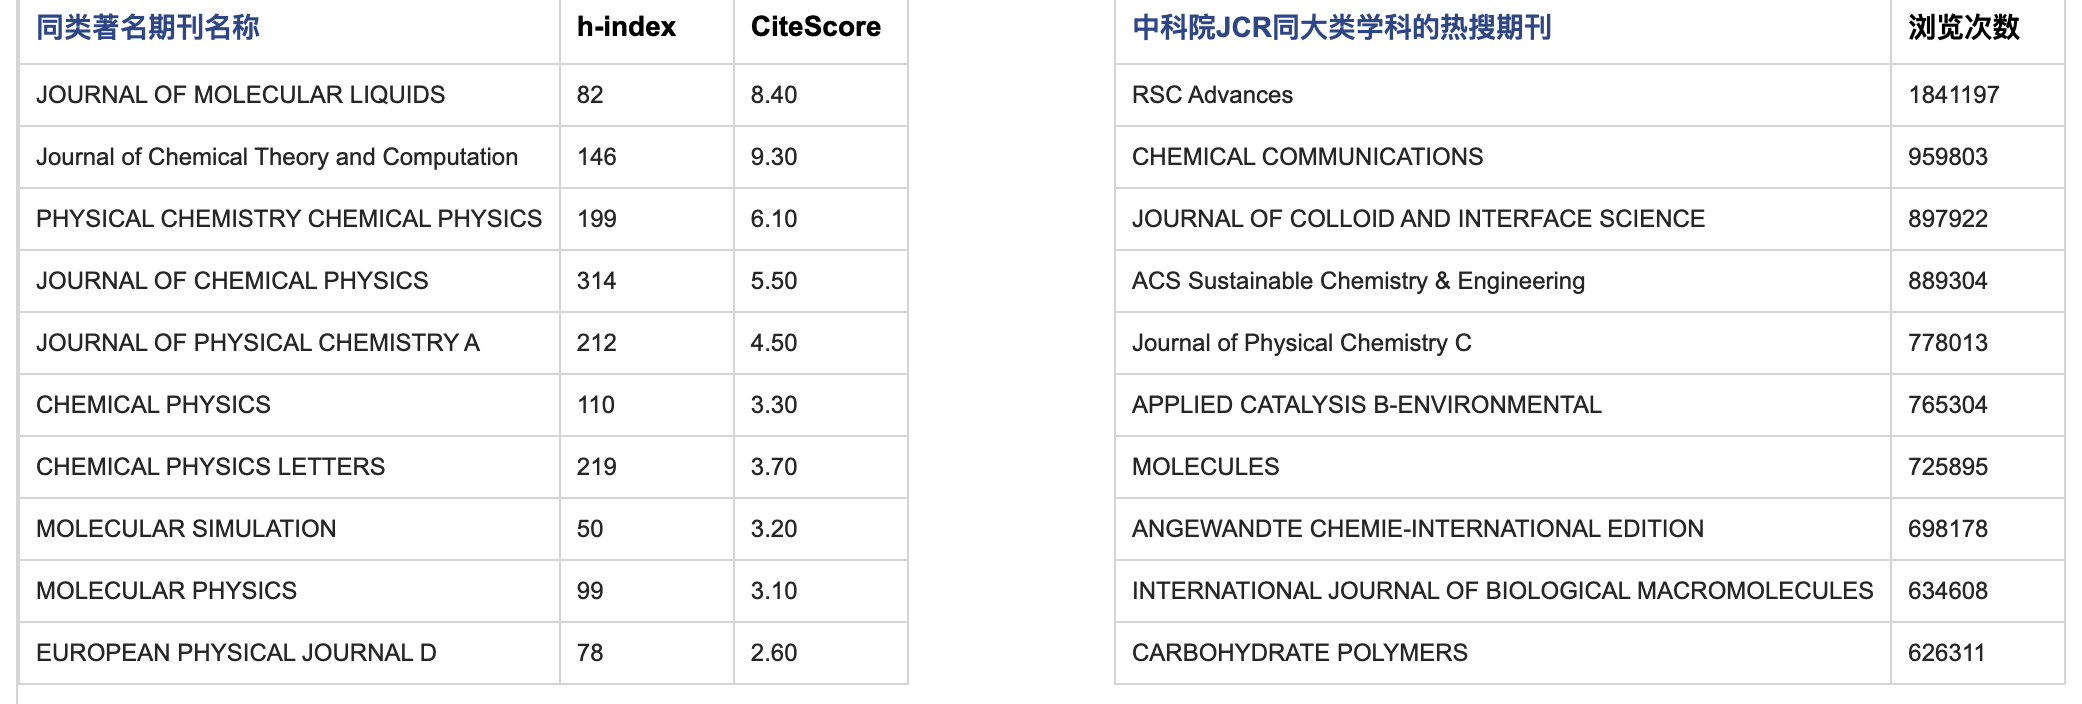 同类著名期刊名称 h-index CiteScore
JOURNAL OF MOLECULAR LIQUIDS 82 8.40
Journal of Chemical Theory and Computation 146 9.30
PHYSICAL CHEMISTRY CHEMICAL PHYSICS 199 6.10
JOURNAL OF CHEMICAL PHYSICS 314 5.50
JOURNAL OF PHYSICAL CHEMISTRY A 212 4.50
CHEMICAL PHYSICS 110 3.30
CHEMICAL PHYSICS LETTERS 219 3.70
MOLECULAR SIMULATION 50 3.20
MOLECULAR PHYSICS 99 3.10
EUROPEAN PHYSICAL JOURNAL D 78 2.60
中科院JCR同大类学科的热搜期刊 浏览次数
RSC Advances 1841197
CHEMICAL COMMUNICATIONS 959803
JOURNAL OF COLLOID AND INTERFACE SCIENCE 897922
ACS Sustainable Chemistry & Engineering 889304
Journal of Physical Chemistry C 778013
APPLIED CATALYSIS B-ENVIRONMENTAL 765304
MOLECULES 725895
ANGEWANDTE CHEMIE-INTERNATIONAL EDITION 698178
INTERNATIONAL JOURNAL OF BIOLOGICAL MACROMOLECULES 634608
CARBOHYDRATE POLYMERS 626311